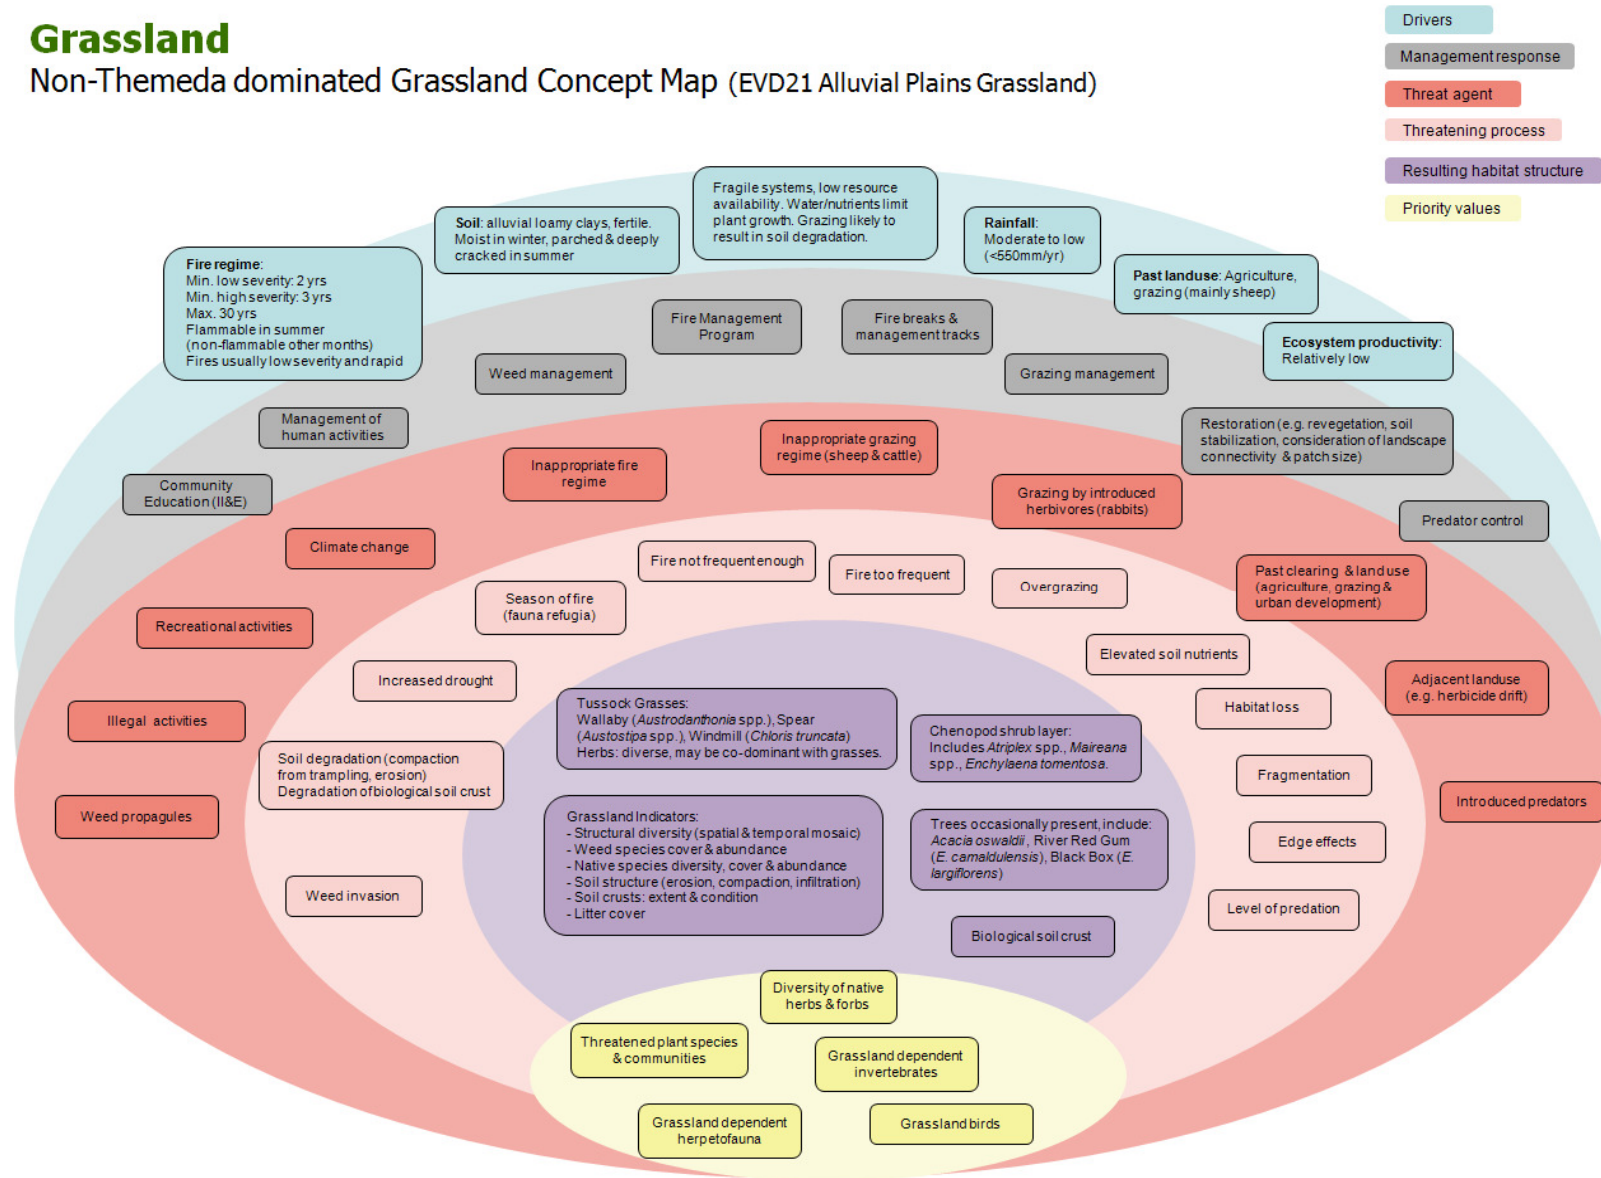 Grassland
Non-Themeda dominated Grassland Concept Map (EVD21 Alluvial Plains Grassland)
Drivers
Management response
Threat agent
Threatening process
Resulting habitat structure
Priority values
Fire regime:
Min. low severity: 2 yrs
Min. high severity: 3 yrs
Max. 30 yrs
Flammable in summer
(non-flammable other months)
Fires usually low severity and rapid
Soil: alluvial loamy clays, fertile.
Moist in winter, parched & deeply
cracked in summer
Fragile systems, low resource
availability. Water/nutrients limit
plant growth. Grazing likely to
result in soil degradation.
Rainfall:
Moderate to low
(<550mm/yr)
Past landuse: Agriculture,
grazing (mainly sheep)
Ecosystem productivity:
Relatively low
Community
Education (II&E)
Management of
human activities
Weed management
Fire Management
Program
Fire breaks &
management tracks
Grazing management
Restoration (e.g. revegetation, soil
stabilization, consideration of landscape
connectivity & patch size)
Predator control
Weed propagules
Illegal activities
Recreational activities
Climate change
Inappropriate fire
regime
Inappropriate grazing
regime (sheep & cattle)
Grazing by introduced
herbivores (rabbits)
Past clearing & land use
(agriculture, grazing &
urban development)
Adjacent landuse
(e.g. herbicide drift)
Introduced predators
Weed invasion
Soil degradation (compaction
from trampling, erosion)
Degradation of biological soil crust
Increased drought
Season of fire
(fauna refugia)
Fire not frequent enough
Fire too frequent
Overgrazing
Elevated soil nutrients
Habitat loss
Fragmentation
Edge effects
Level of predation
Tussock Grasses:
Wallaby (Austrodanthonia spp.), Spear
(Austostipa spp.), Windmill (Chloris truncata)
Herbs: diverse, may be co-dominant with grasses.
Chenopod shrub layer:
Includes Atriplex spp., Maireana
spp., Enchylaena tomentosa.
Grassland Indicators:
- Structural diversity (spatial & temporal mosaic)
- Weed species cover & abundance
- Native species diversity, cover & abundance
- Soil structure (erosion, compaction, infiltration)
- Soil crusts: extent & condition
- Litter cover
Trees occasionally present, include:
Acacia oswaldii, River Red Gum
(E. camaldulensis), Black Box (E.
largiflorens)
Biological soil crust
Diversity of native
herbs & forbs
Threatened plant species
& communities
Grassland dependent
invertebrates
Grassland dependent
herpetofauna
Grassland birds